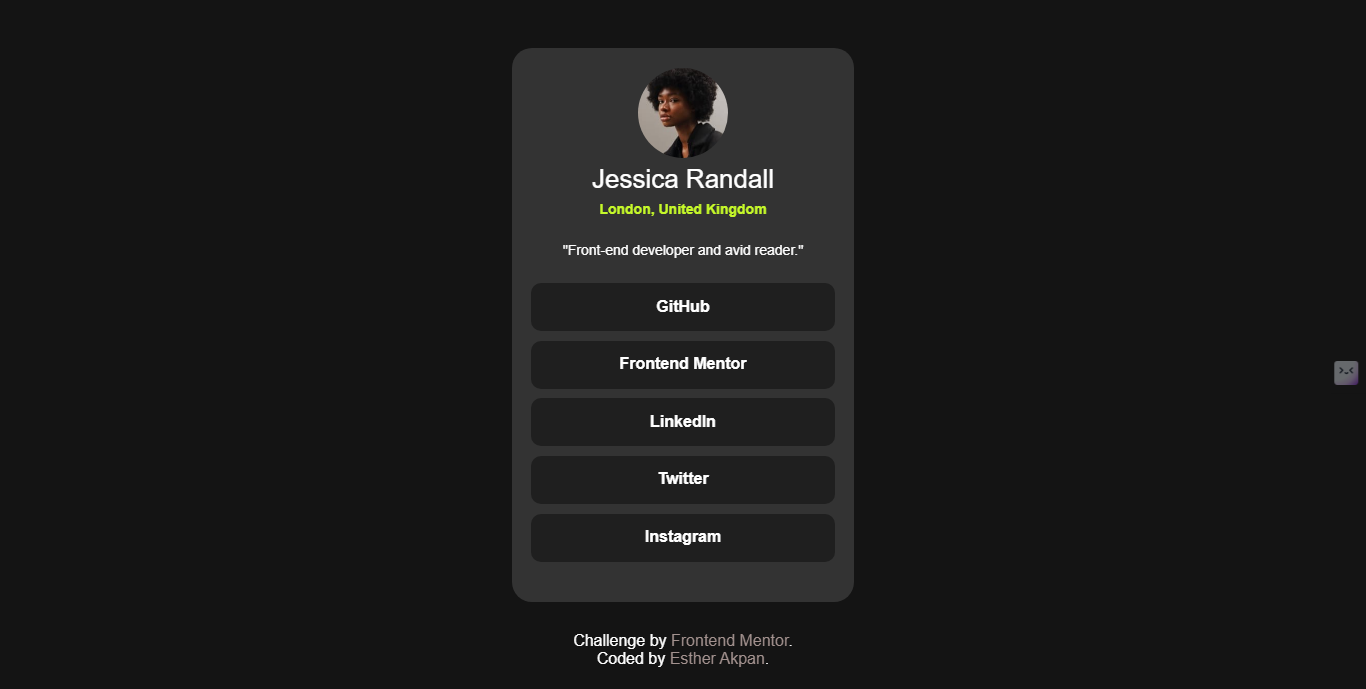 Jessica Randall
London, United Kingdom
"Front-end developer and avid reader."
GitHub
Frontend Mentor
LinkedIn
Twitter
Instagram
Challenge by Frontend Mentor.
Coded by Esther Akpan.